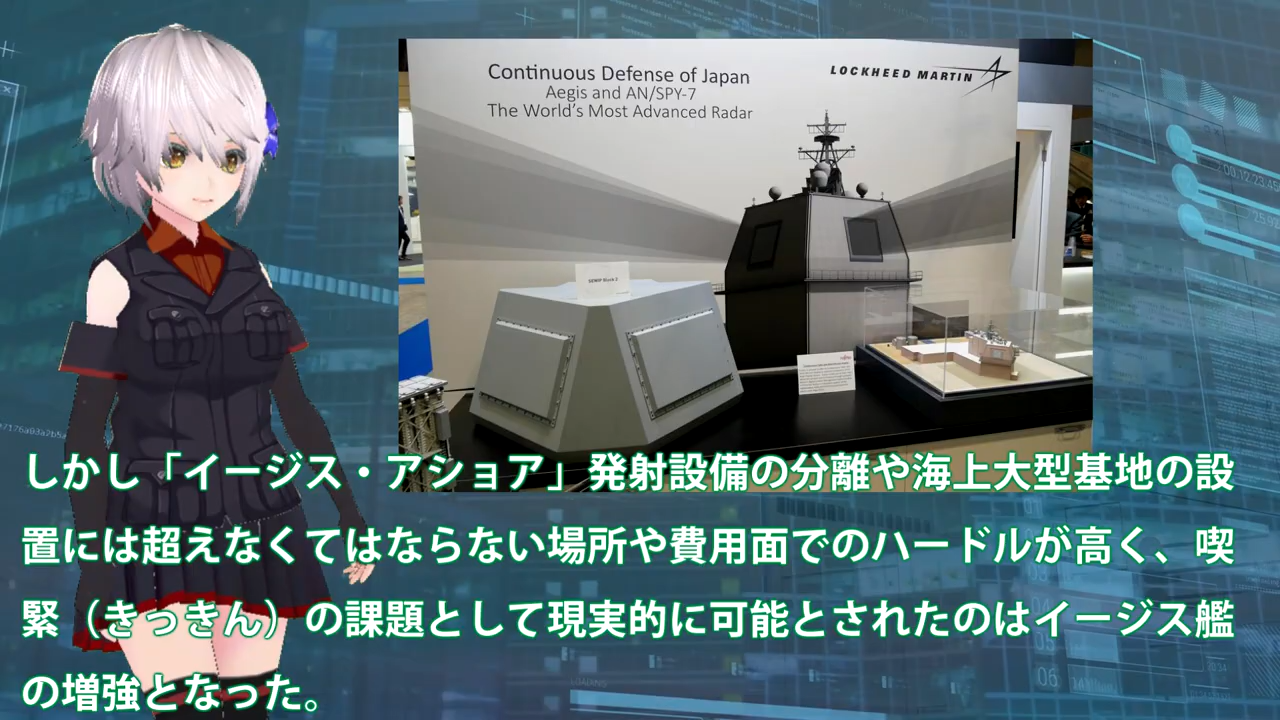 Continuous Defense of Japan
Aegis and AN/SPY-7
The World's Most Advanced Radar
LOCKHEED MARTIN
SEWIP Block 2
しかし「イージス・アショア」発射設備の分離や海上大型基地の設
置には超えなくてはならない場所や費用面でのハードルが高く、喫
緊（きっきん）の課題として現実的に可能とされたのはイージス艦
の増強となった。
LOADING
06